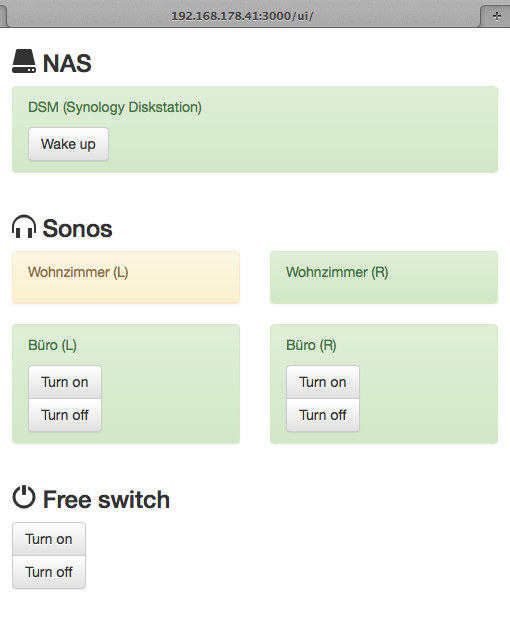 192.168.178.41:3000/ui/
NAS
DSM (Synology Diskstation)
Wake up
Sonos
Wohnzimmer (L)
Wohnzimmer (R)
Büro (L)
Turn on
Turn off
Büro (R)
Turn on
Turn off
Free switch
Turn on
Turn off